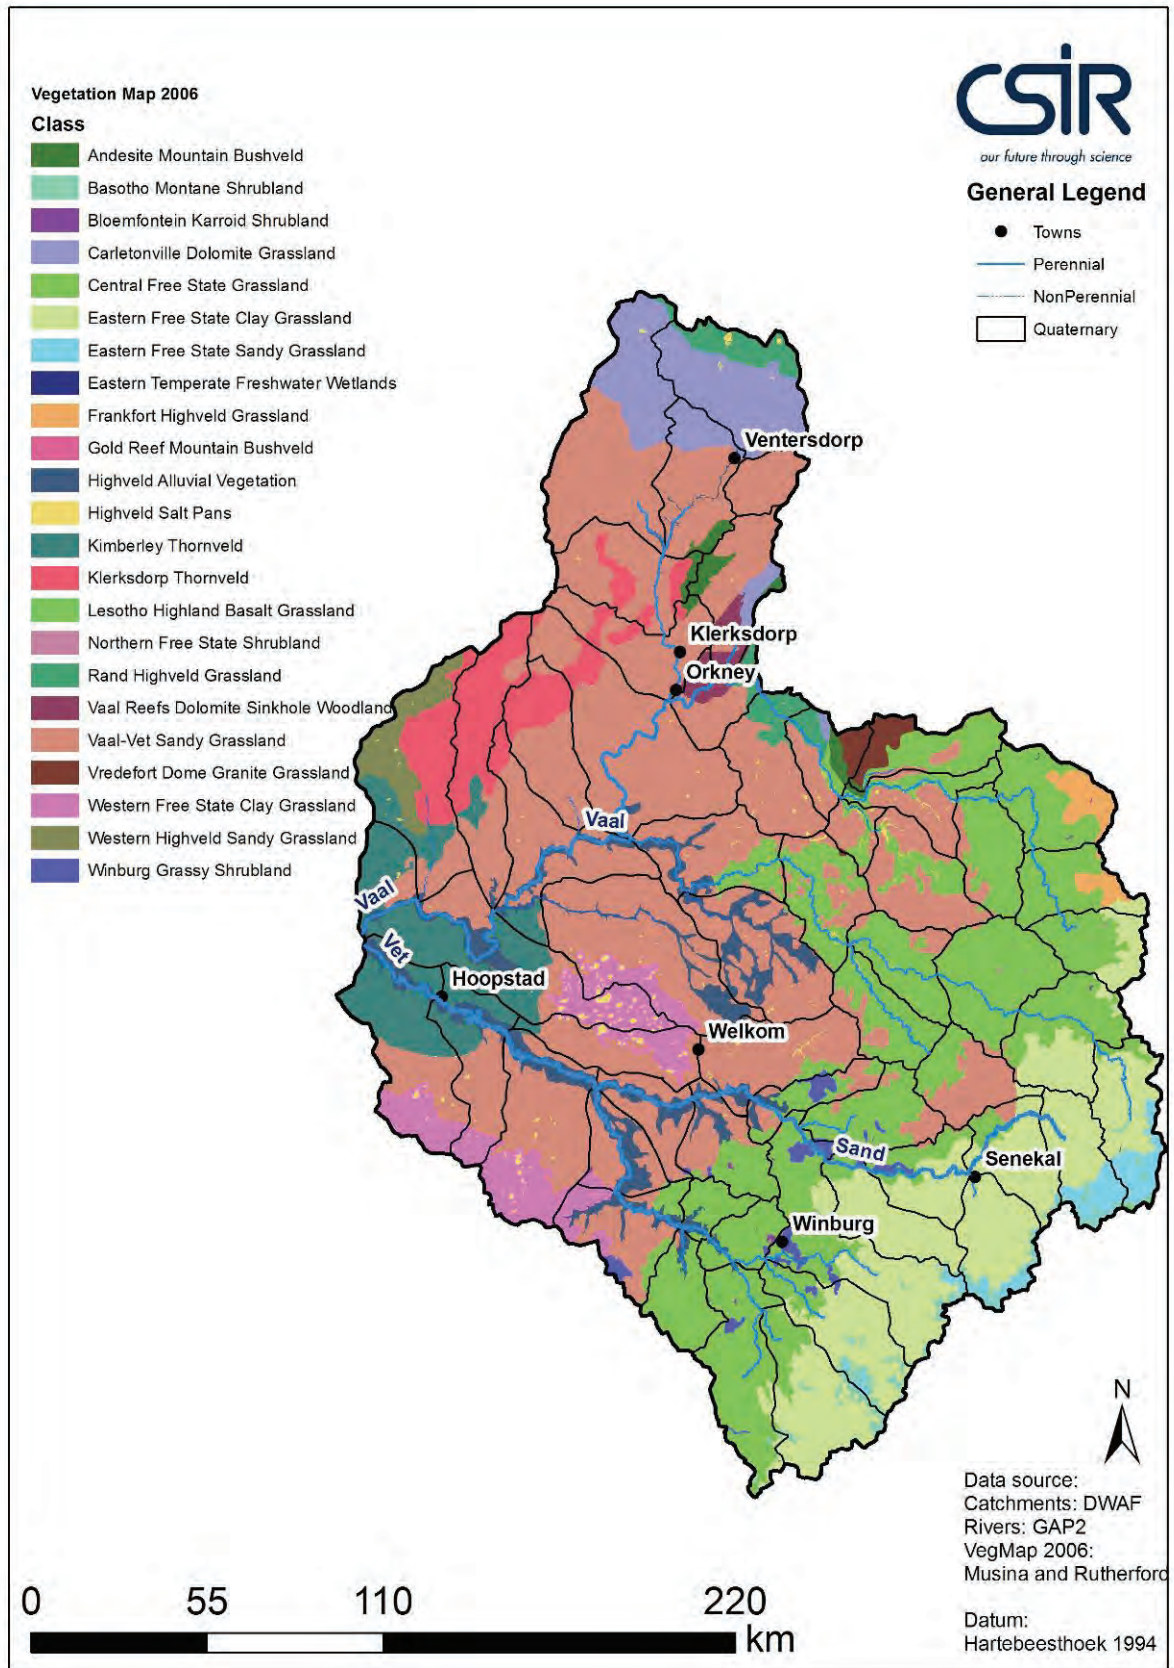 Vegetation Map 2006
Class
Andesite Mountain Bushveld
Basotho Montane Shrubland
Bloemfontein Karroid Shrubland
Carletonville Dolomite Grassland
Central Free State Grassland
Eastern Free State Clay Grassland
Eastern Free State Sandy Grassland
Eastern Temperate Freshwater Wetlands
Frankfort Highveld Grassland
Gold Reef Mountain Bushveld
Highveld Alluvial Vegetation
Highveld Salt Pans
Kimberley Thornveld
Klerksdorp Thornveld
Lesotho Highland Basalt Grassland
Northern Free State Shrubland
Rand Highveld Grassland
Vaal Reefs Dolomite Sinkhole Woodland
Vaal-Vet Sandy Grassland
Vredefort Dome Granite Grassland
Western Free State Clay Grassland
Western Highveld Sandy Grassland
Winburg Grassy Shrubland
CSIR
our future through science
General Legend
Towns
Perennial
NonPerennial
Quaternary
Ventersdorp
Klerksdorp
Orkney
Vaal
Vaal
Vet
Hoopstad
Welkom
Sand
Senekal
Winburg
N
Data source:
Catchments: DWAF
Rivers: GAP2
VegMap 2006:
Musina and Rutherford
Datum:
Hartebeesthoek 1994
0 55 110 220
km